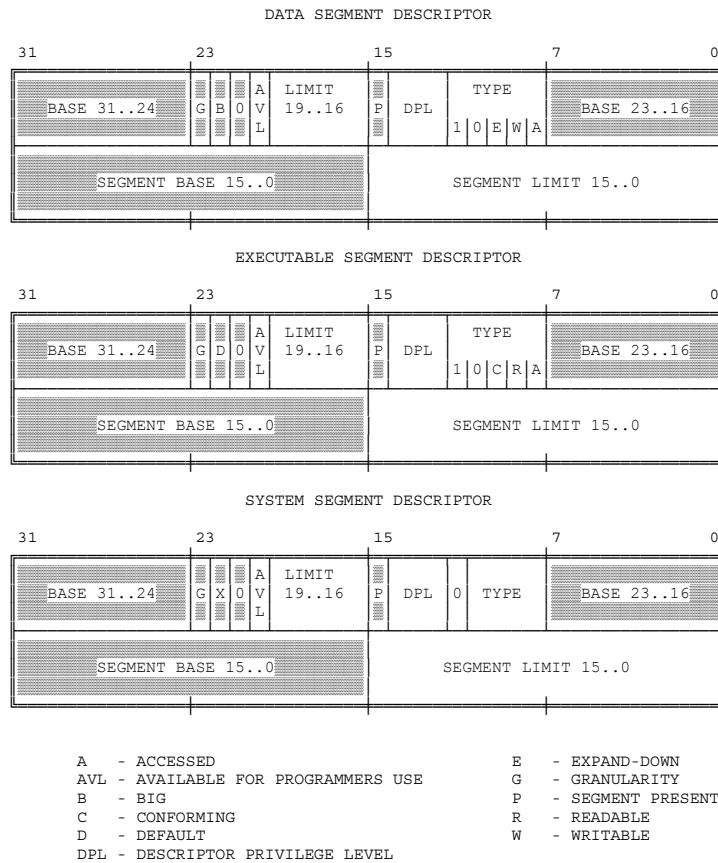 DATA SEGMENT DESCRIPTOR
31 23 15 7 0
A LIMIT TYPE
BASE 31..24 G B 0 V 19..16 P DPL BASE 23..16
L 1 0 E W A
SEGMENT BASE 15..0 SEGMENT LIMIT 15..0
EXECUTABLE SEGMENT DESCRIPTOR
31 23 15 7 0
A LIMIT TYPE
BASE 31..24 G D 0 V 19..16 P DPL BASE 23..16
L 1 0 C R A
SEGMENT BASE 15..0 SEGMENT LIMIT 15..0
SYSTEM SEGMENT DESCRIPTOR
31 23 15 7 0
A LIMIT
BASE 31..24 G X 0 V 19..16 P DPL 0 TYPE BASE 23..16
L
SEGMENT BASE 15..0 SEGMENT LIMIT 15..0
A - ACCESSED E - EXPAND-DOWN
AVL - AVAILABLE FOR PROGRAMMERS USE G - GRANULARITY
B - BIG P - SEGMENT PRESENT
C - CONFORMING R - READABLE
D - DEFAULT W - WRITABLE
DPL - DESCRIPTOR PRIVILEGE LEVEL